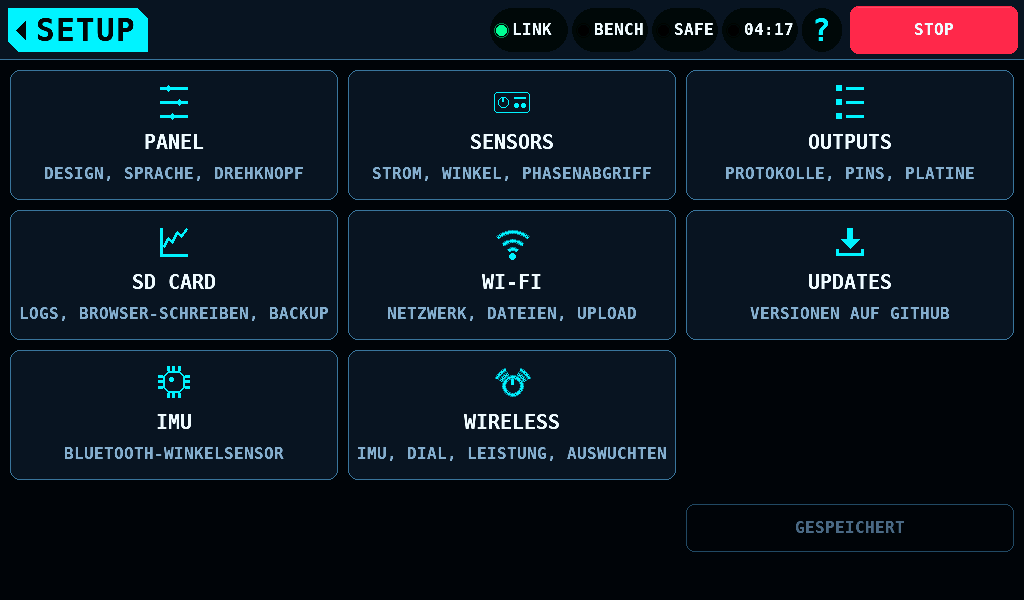 SETUP
LINK
BENCH
SAFE
04:17
?
STOP
PANEL
DESIGN, SPRACHE, DREHKNOPF
SENSORS
STROM, WINKEL, PHASENABGRIFF
OUTPUTS
PROTOKOLLE, PINS, PLATINE
SD CARD
LOGS, BROWSER-SCHREIBEN, BACKUP
WI-FI
NETZWERK, DATEIEN, UPLOAD
UPDATES
VERSIONEN AUF GITHUB
IMU
BLUETOOTH-WINKELSENSOR
WIRELESS
IMU, DIAL, LEISTUNG, AUSWUCHTEN
GESPEICHERT